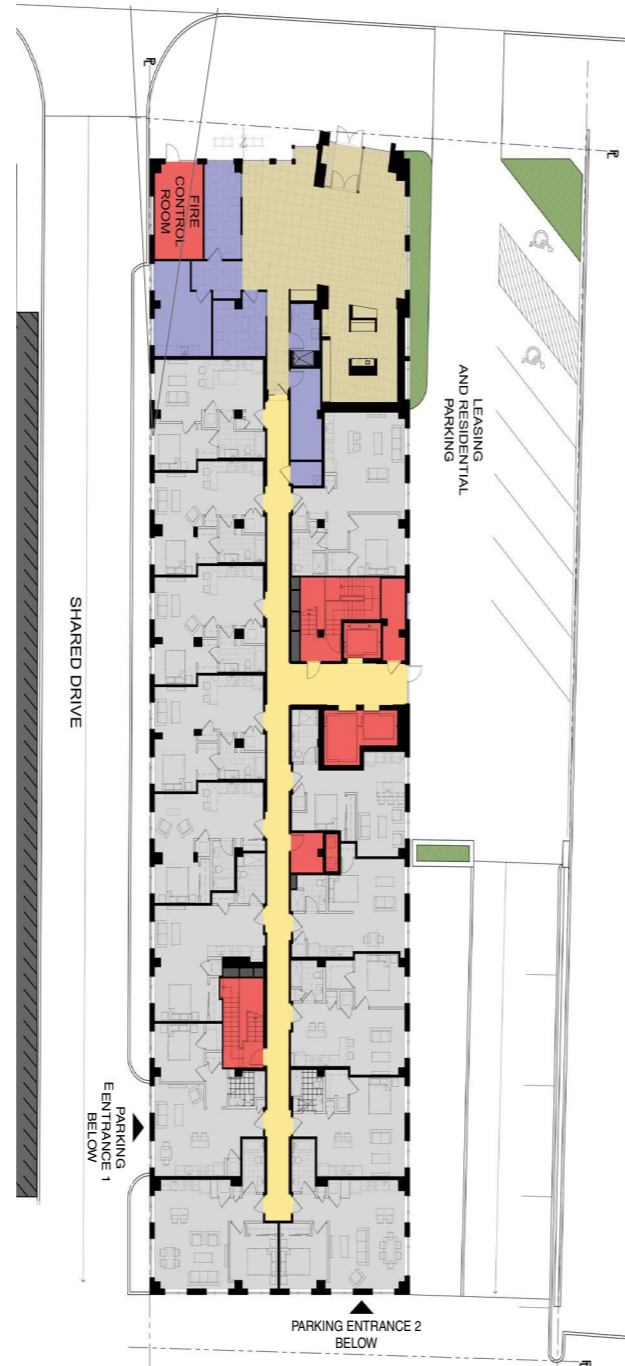 FIRE
CONTROL
ROOM
LEASING
AND RESIDENTIAL
PARKING
SHARED DRIVE
PARKING
EENTRANCE 1
BELOW
PARKING ENTRANCE 2
BELOW